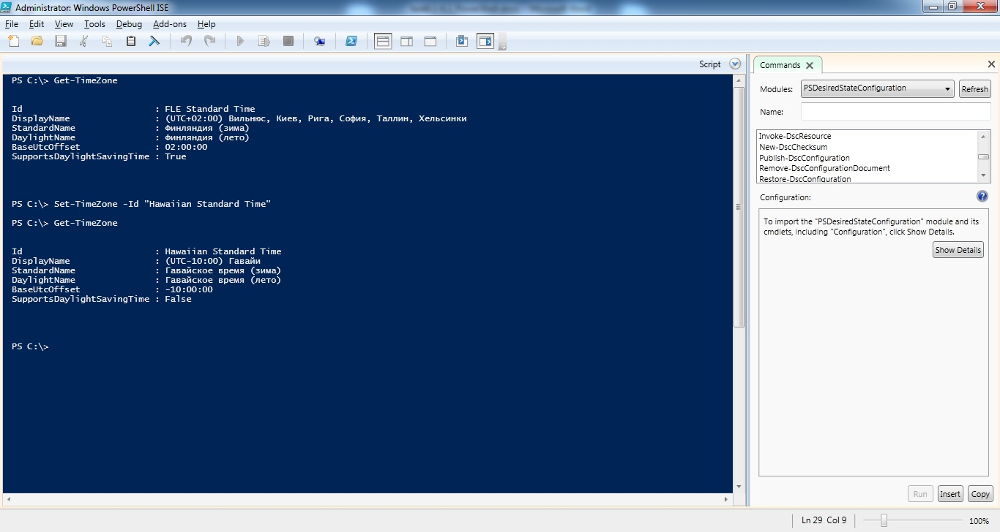 Administrator: Windows PowerShell ISE
File Edit View Tools Debug Add-ons Help
Script
PS C:\> Get-TimeZone
Id : FLE Standard Time
DisplayName : (UTC+02:00) Вильнюс, Киев, Рига, София, Таллин, Хельсинки
StandardName : Финляндия (зима)
DaylightName : Финляндия (лето)
BaseUtcOffset : 02:00:00
SupportsDaylightSavingTime : True
PS C:\> Set-TimeZone -Id "Hawaiian Standard Time"
PS C:\> Get-TimeZone
Id : Hawaiian Standard Time
DisplayName : (UTC-10:00) Гавайи
StandardName : Гавайское время (зима)
DaylightName : Гавайское время (лето)
BaseUtcOffset : -10:00:00
SupportsDaylightSavingTime : False
PS C:\>
Commands
Modules: PSDesiredStateConfiguration Refresh
Name:
Invoke-DscResource
New-DscChecksum
Publish-DscConfiguration
Remove-DscConfigurationDocument
Restore-DscConfiguration
Configuration:
To import the "PSDesiredStateConfiguration" module and its
cmdlets, including "Configuration", click Show Details.
Show Details
Run Insert Copy
Ln 29 Col 9 100%